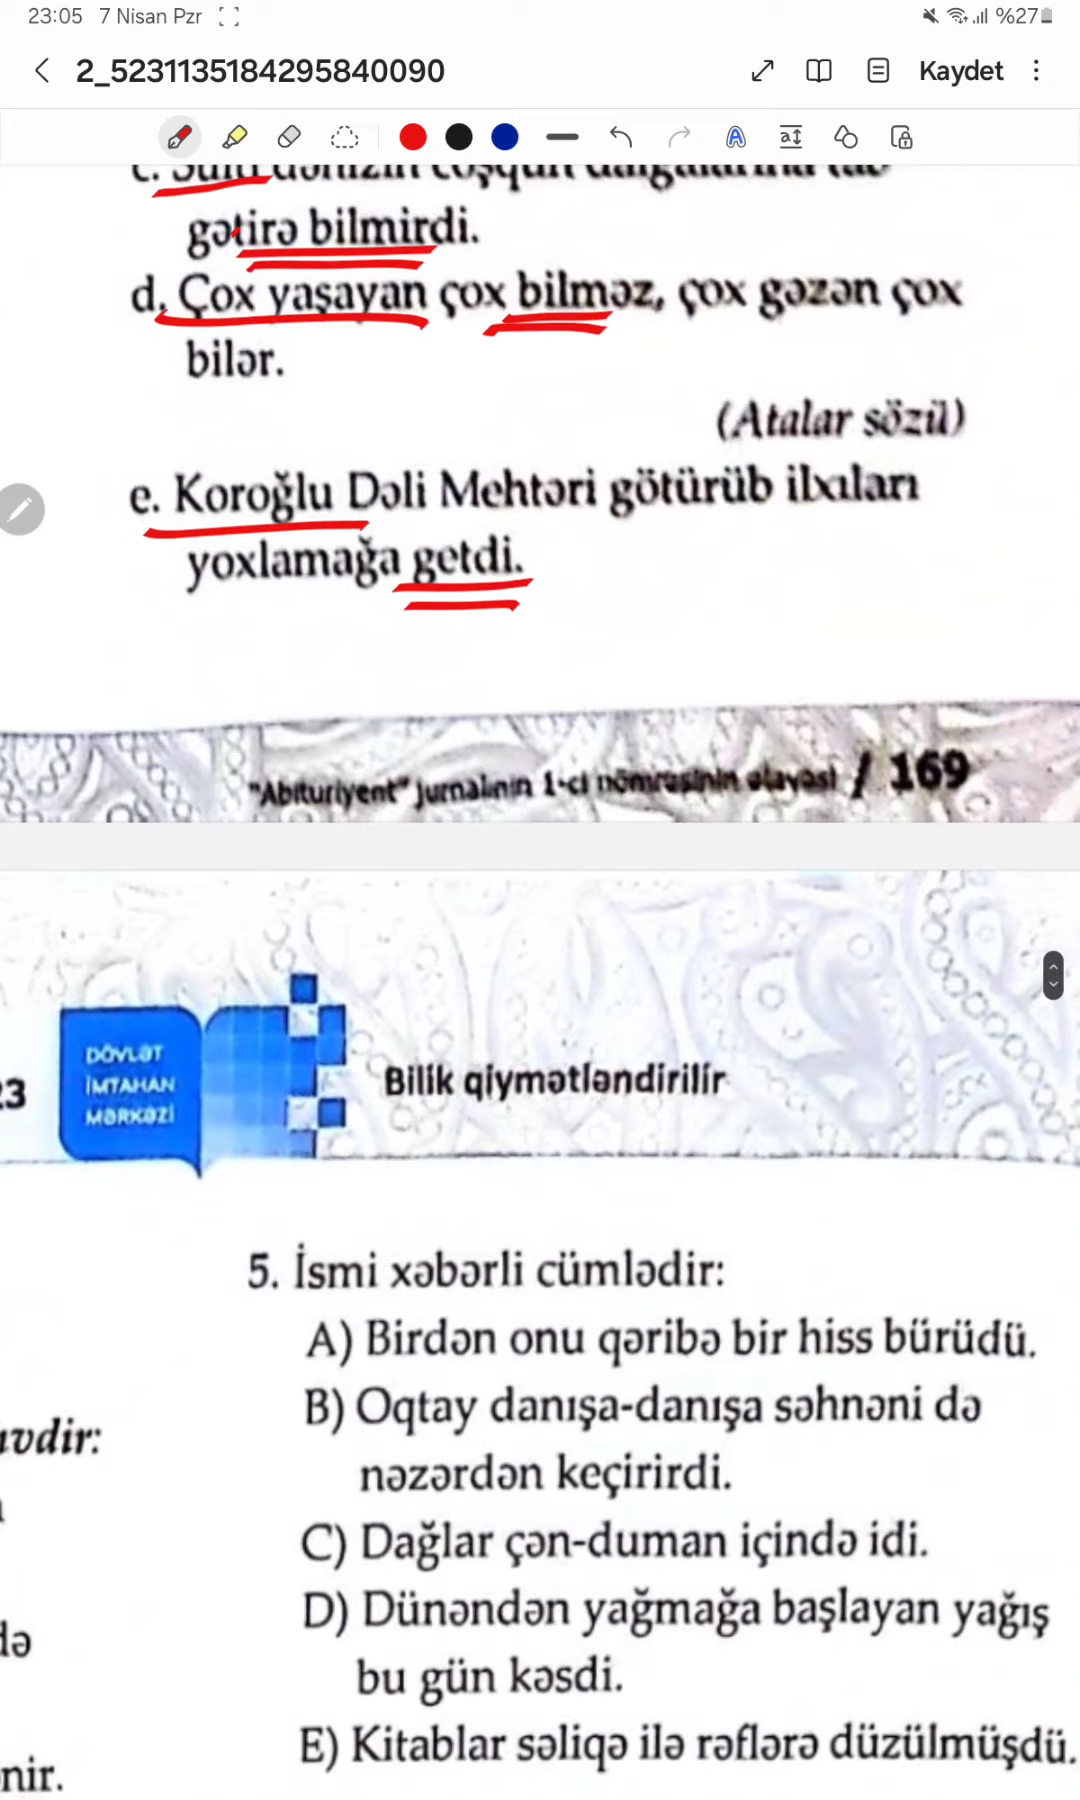 23:05 7 Nisan Pzr %27
2_5231135184295840090 Kaydet
gətirə bilmirdi.
d. Çox yaşayan çox bilməz, çox gəzən çox
bilər.
(Atalar sözü)
e. Koroğlu Dəli Mehtəri götürüb ilxıları
yoxlamağa getdi.
"Abituriyent" jurnalının 1-ci nömrəsinin əlavəsi / 169
23
DÖVLƏT
İMTAHAN
MƏRKƏZİ
Bilik qiymətləndirilir
5. İsmi xəbərli cümlədir:
A) Birdən onu qəribə bir hiss bürüdü.
B) Oqtay danışa-danışa səhnəni də
nəzərdən keçirirdi.
C) Dağlar çən-duman içində idi.
D) Dünəndən yağmağa başlayan yağış
bu gün kəsdi.
E) Kitablar səliqə ilə rəflərə düzülmüşdü.